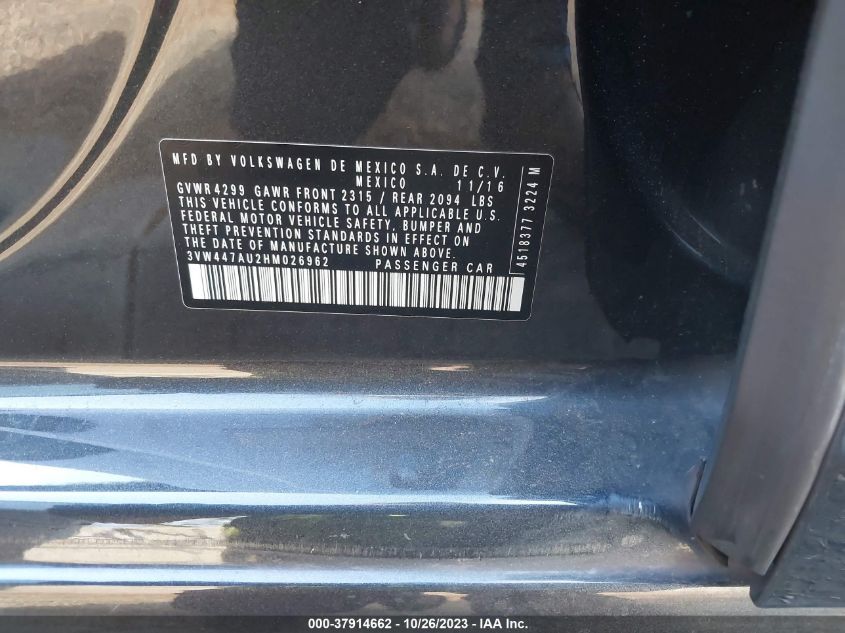 MFD BY VOLKSWAGEN DE MEXICO S.A. DE C.V.
MEXICO 11/16
GVWR 4299 GAWR FRONT 2315 / REAR 2094 LBS
THIS VEHICLE CONFORMS TO ALL APPLICABLE U.S.
FEDERAL MOTOR VEHICLE SAFETY, BUMPER AND
THEFT PREVENTION STANDARDS IN EFFECT ON
THE DATE OF MANUFACTURE SHOWN ABOVE.
3VW447AU2HM026962 PASSENGER CAR
4518377 3224 M
000-37914662 - 10/26/2023 - IAA Inc.